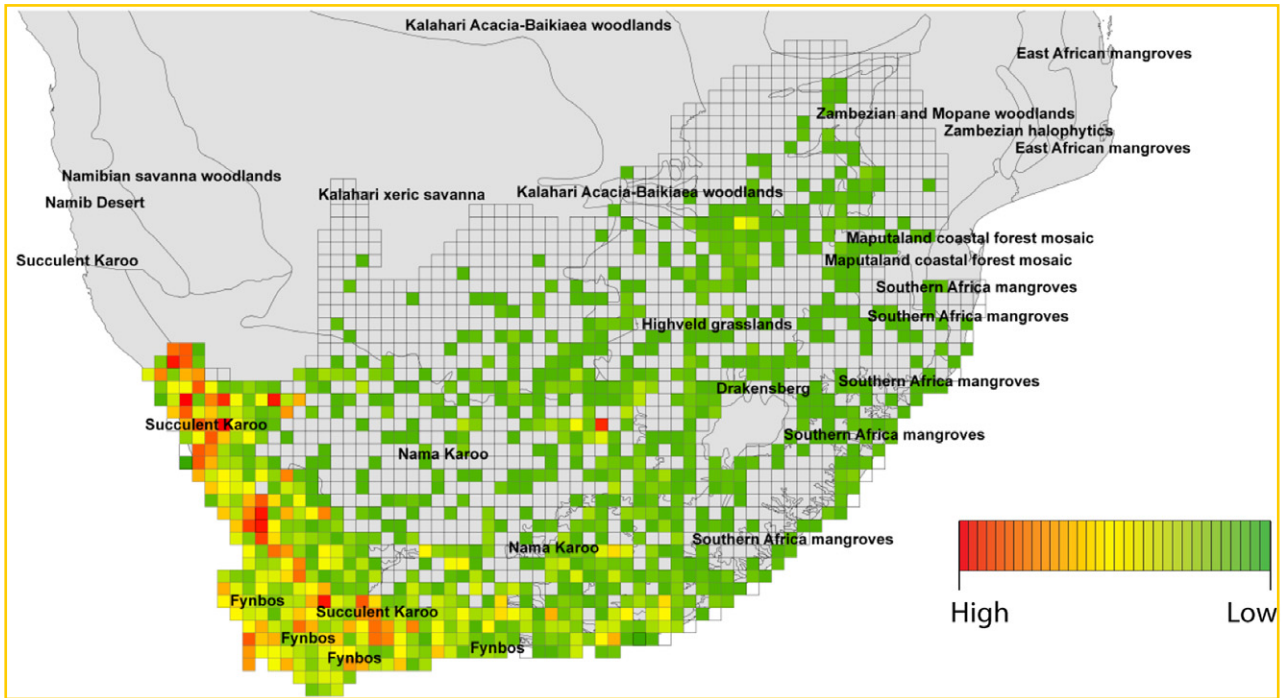 Kalahari Acacia-Baikiaea woodlands
East African mangroves
Zambezian and Mopane woodlands
Zambezian halophytics
East African mangroves
Namibian savanna woodlands
Kalahari xeric savanna
Kalahari Acacia-Baikiaea woodlands
Namib Desert
Maputaland coastal forest mosaic
Succulent Karoo
Maputaland coastal forest mosaic
Southern Africa mangroves
Southern Africa mangroves
Highveld grasslands
Southern Africa mangroves
Drakensberg
Succulent Karoo
Southern Africa mangroves
Nama Karoo
Southern Africa mangroves
Nama Karoo
Fynbos
Succulent Karoo
Fynbos
Fynbos
Fynbos
High
Low